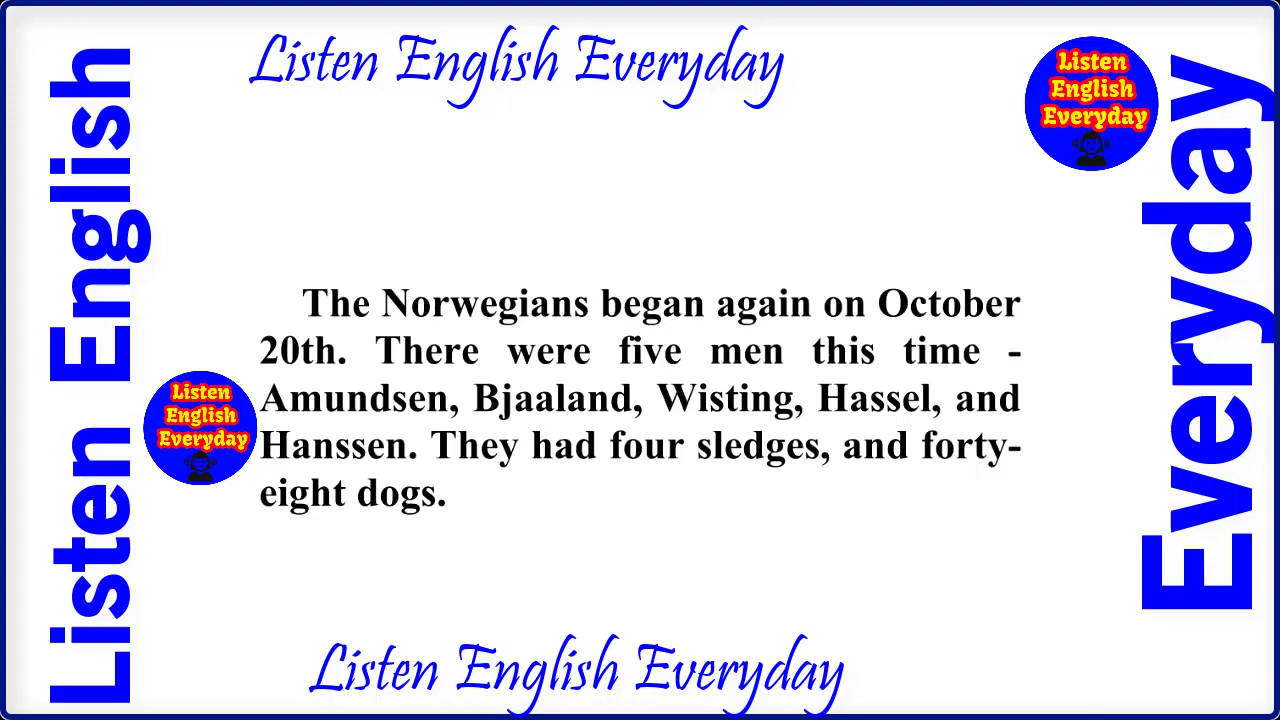 Listen English Everyday
Listen
English
Everyday
Listen English
Everyday
The Norwegians began again on October
20th. There were five men this time -
Amundsen, Bjaaland, Wisting, Hassel, and
Hanssen. They had four sledges, and forty-
eight dogs.
Listen
English
Everyday
Listen English Everyday